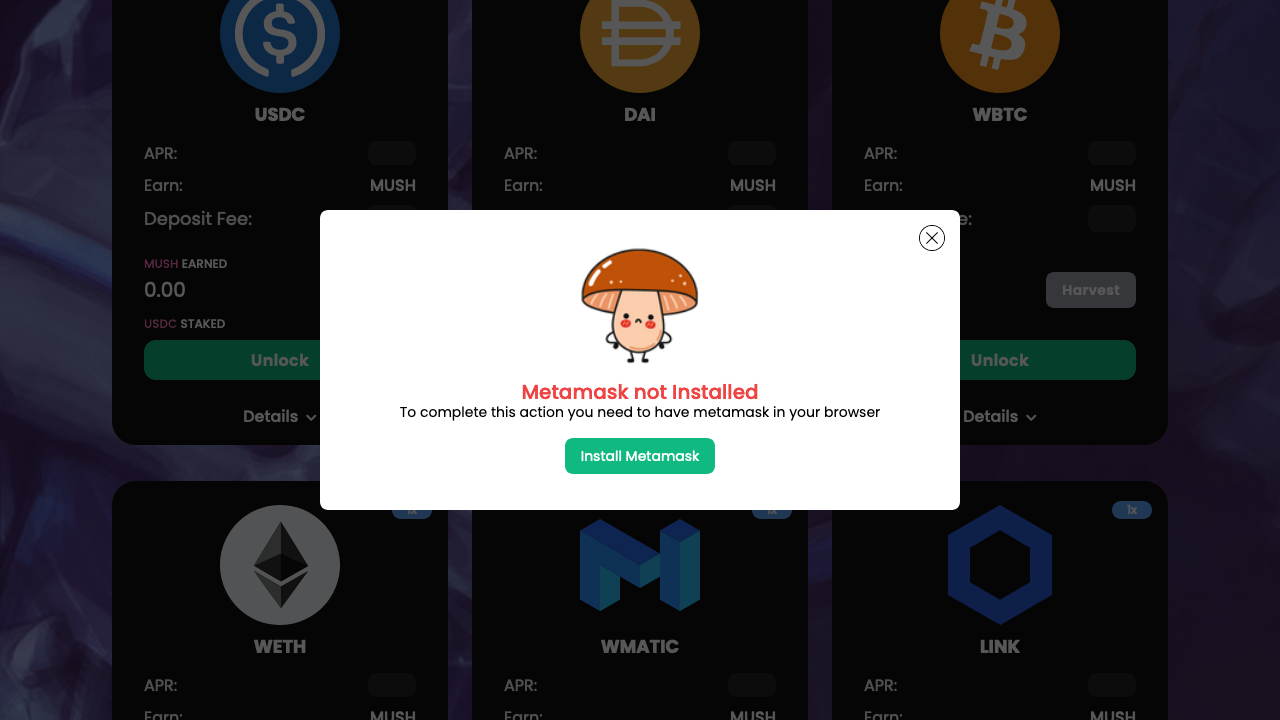 USDC
DAI
WBTC
APR:
APR:
APR:
Earn:
MUSH
Earn:
MUSH
Earn:
MUSH
Deposit Fee:
e:
MUSH EARNED
0.00
Harvest
USDC STAKED
Unlock
Unlock
Details
Details
Metamask not Installed
To complete this action you need to have metamask in your browser
Install Metamask
1x
1x
1x
WETH
WMATIC
LINK
APR:
APR:
APR:
Earn:
MUSH
Earn:
MUSH
Earn:
MUSH